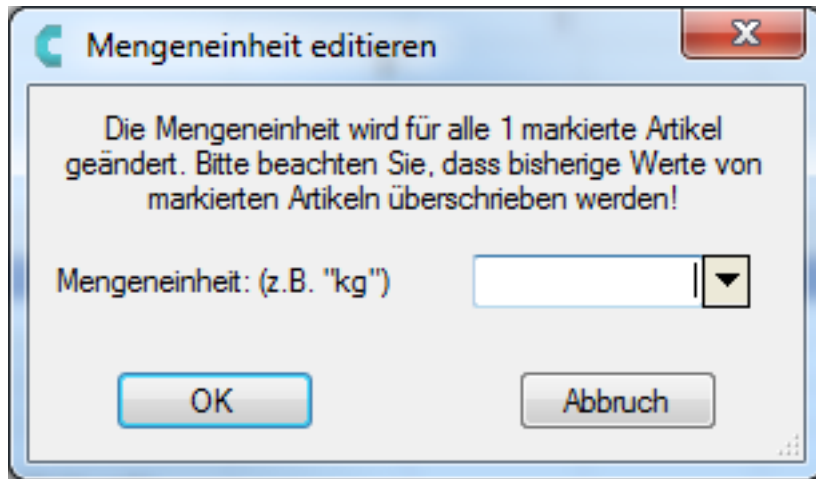 Mengeneinheit editieren
Die Mengeneinheit wird für alle 1 markierte Artikel
geändert. Bitte beachten Sie, dass bisherige Werte von
markierten Artikeln überschrieben werden!
Mengeneinheit: (z.B. "kg")
OK
Abbruch